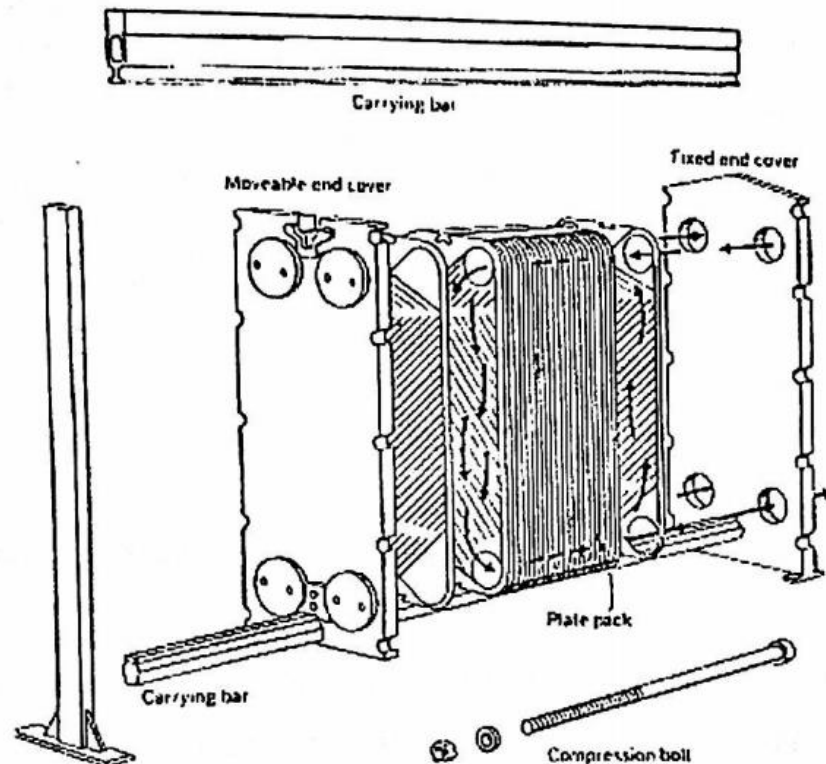 Carrying bar
Fixed end cover
Moveable end cover
Plate pack
Carrying bar
Compression bolt